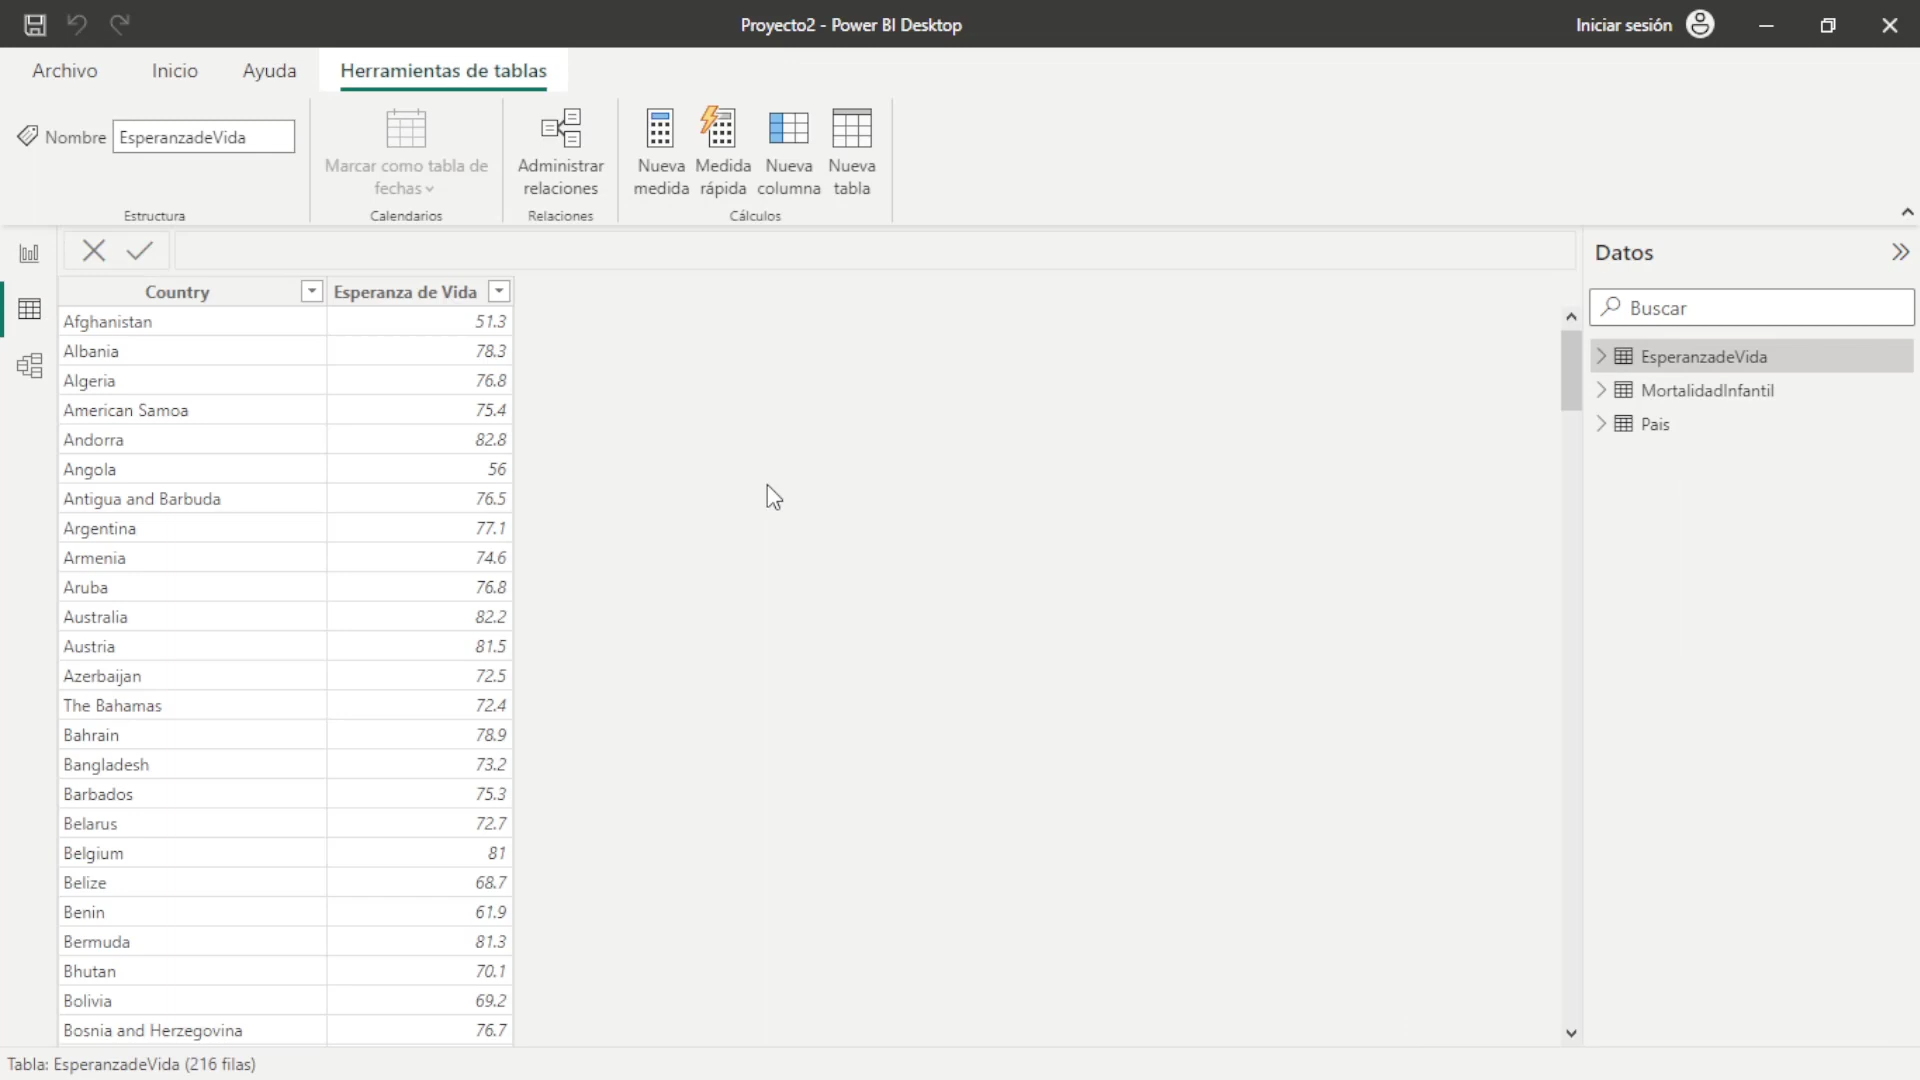 Proyecto2 - Power BI Desktop
Iniciar sesión
Archivo
Inicio
Ayuda
Herramientas de tablas
Nombre
EsperanzadeVida
Estructura
Marcar como tabla de
fechas
Calendarios
Administrar
relaciones
Relaciones
Nueva
medida
Medida
rápida
Nueva
columna
Nueva
tabla
Cálculos
Country Esperanza de Vida
Afghanistan 51.3
Albania 78.3
Algeria 76.8
American Samoa 75.4
Andorra 82.8
Angola 56
Antigua and Barbuda 76.5
Argentina 77.1
Armenia 74.6
Aruba 76.8
Australia 82.2
Austria 81.5
Azerbaijan 72.5
The Bahamas 72.4
Bahrain 78.9
Bangladesh 73.2
Barbados 75.3
Belarus 72.7
Belgium 81
Belize 68.7
Benin 61.9
Bermuda 81.3
Bhutan 70.1
Bolivia 69.2
Bosnia and Herzegovina 76.7
Datos
Buscar
EsperanzadeVida
MortalidadInfantil
Pais
Tabla: EsperanzadeVida (216 filas)